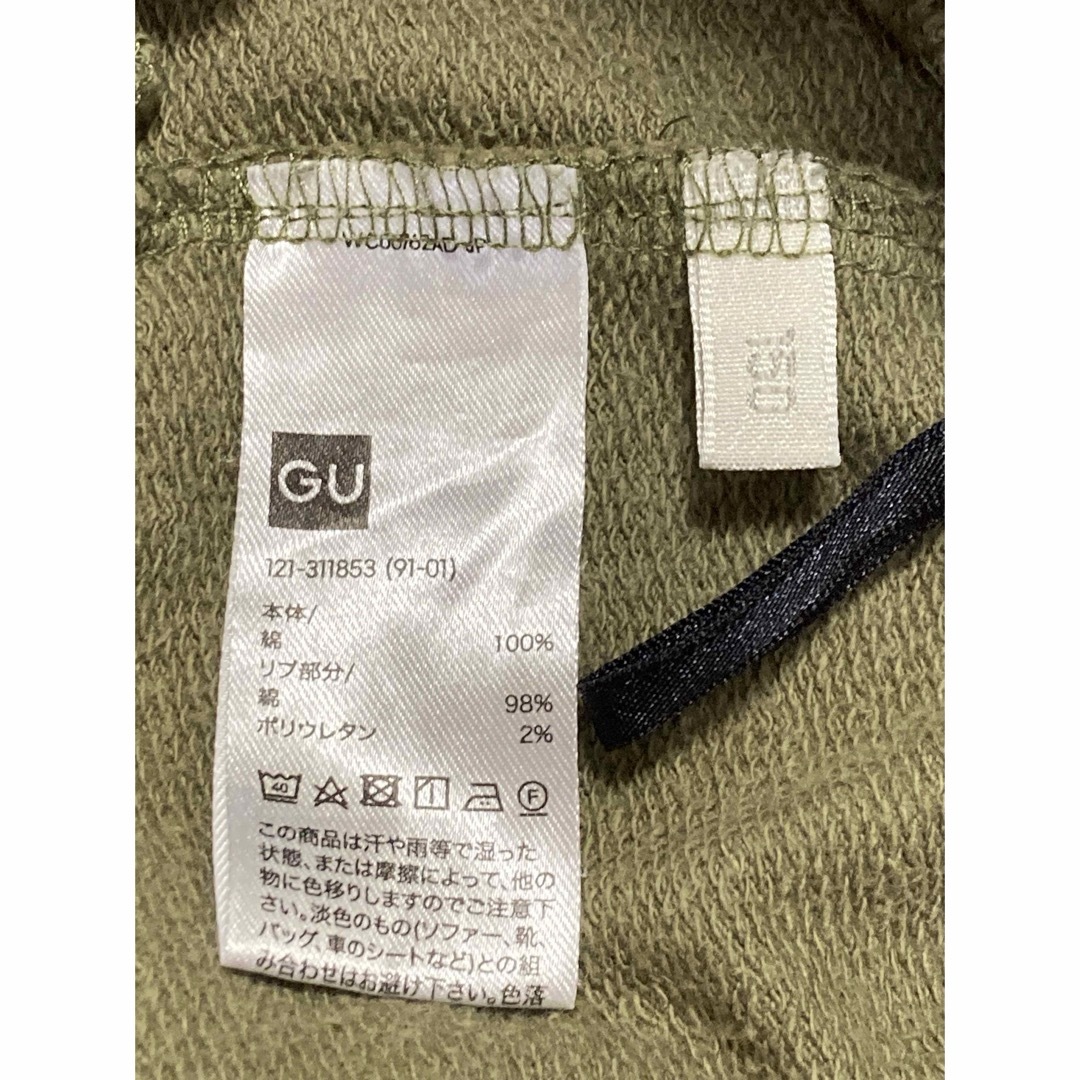 GU
121-311853 (91-01)
本体/
綿 100%
リブ部分/
綿 98%
ポリウレタン 2%
40
F
この商品は汗や雨等で湿った
状態、または摩擦によって、他の
物に色移りしますのでご注意下
さい。淡色のもの(ソファー、靴、
バッグ、車のシートなど)との組
み合わせはお避け下さい。色落